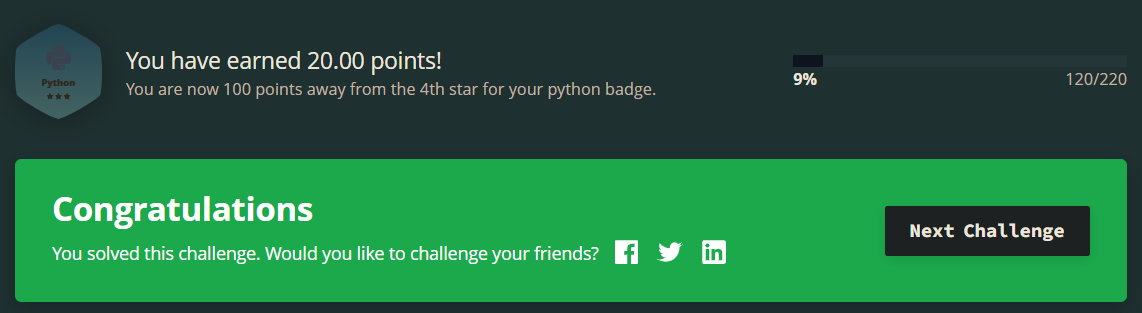 Python
You have earned 20.00 points!
You are now 100 points away from the 4th star for your python badge.
9%
120/220
Congratulations
You solved this challenge. Would you like to challenge your friends?
Next Challenge